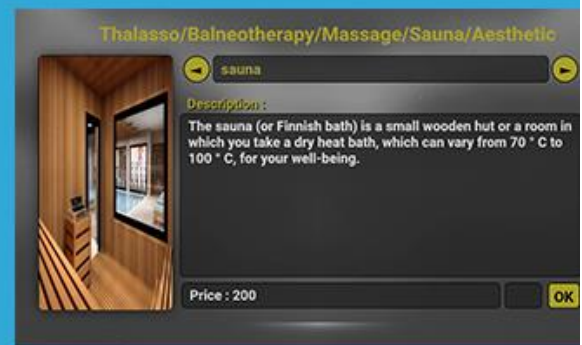 Thalasso/Balneotherapy/Massage/Sauna/Aesthetic
sauna
Description :
The sauna (or Finnish bath) is a small wooden hut or a room in
which you take a dry heat bath, which can vary from 70 ° C to
100 ° C, for your well-being.
Price : 200
OK